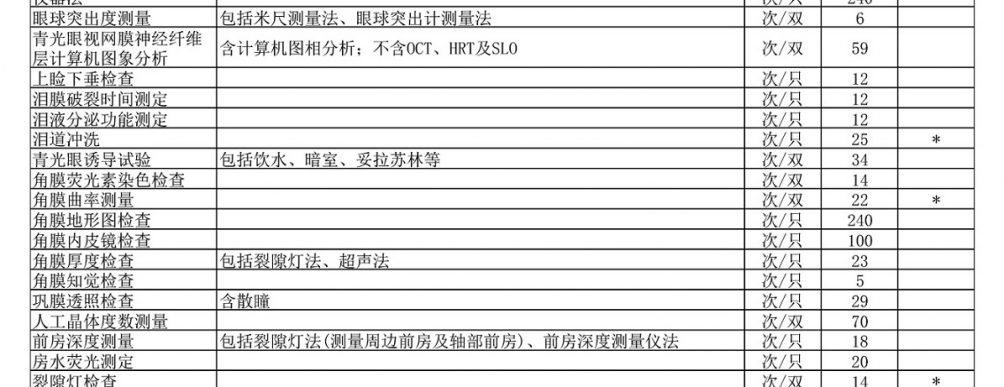 仪器法 次/只 240
眼球突出度测量 包括米尺测量法、眼球突出计测量法 次/双 6
青光眼视网膜神经纤维
层计算机图象分析 含计算机图相分析；不含OCT、HRT及SLO 次/双 59
上睑下垂检查 次/只 12
泪膜破裂时间测定 次/只 12
泪液分泌功能测定 次/只 12
泪道冲洗 次/只 25 *
青光眼诱导试验 包括饮水、暗室、妥拉苏林等 次/双 34
角膜荧光素染色检查 次/双 14
角膜曲率测量 次/双 22 *
角膜地形图检查 次/只 240
角膜内皮镜检查 次/只 100
角膜厚度检查 包括裂隙灯法、超声法 次/只 23
角膜知觉检查 次/只 5
巩膜透照检查 含散瞳 次/只 29
人工晶体度数测量 次/双 70
前房深度测量 包括裂隙灯法(测量周边前房及轴部前房)、前房深度测量仪法 次/只 18
房水荧光测定 次/只 20
裂隙灯检查 次/双 14 *